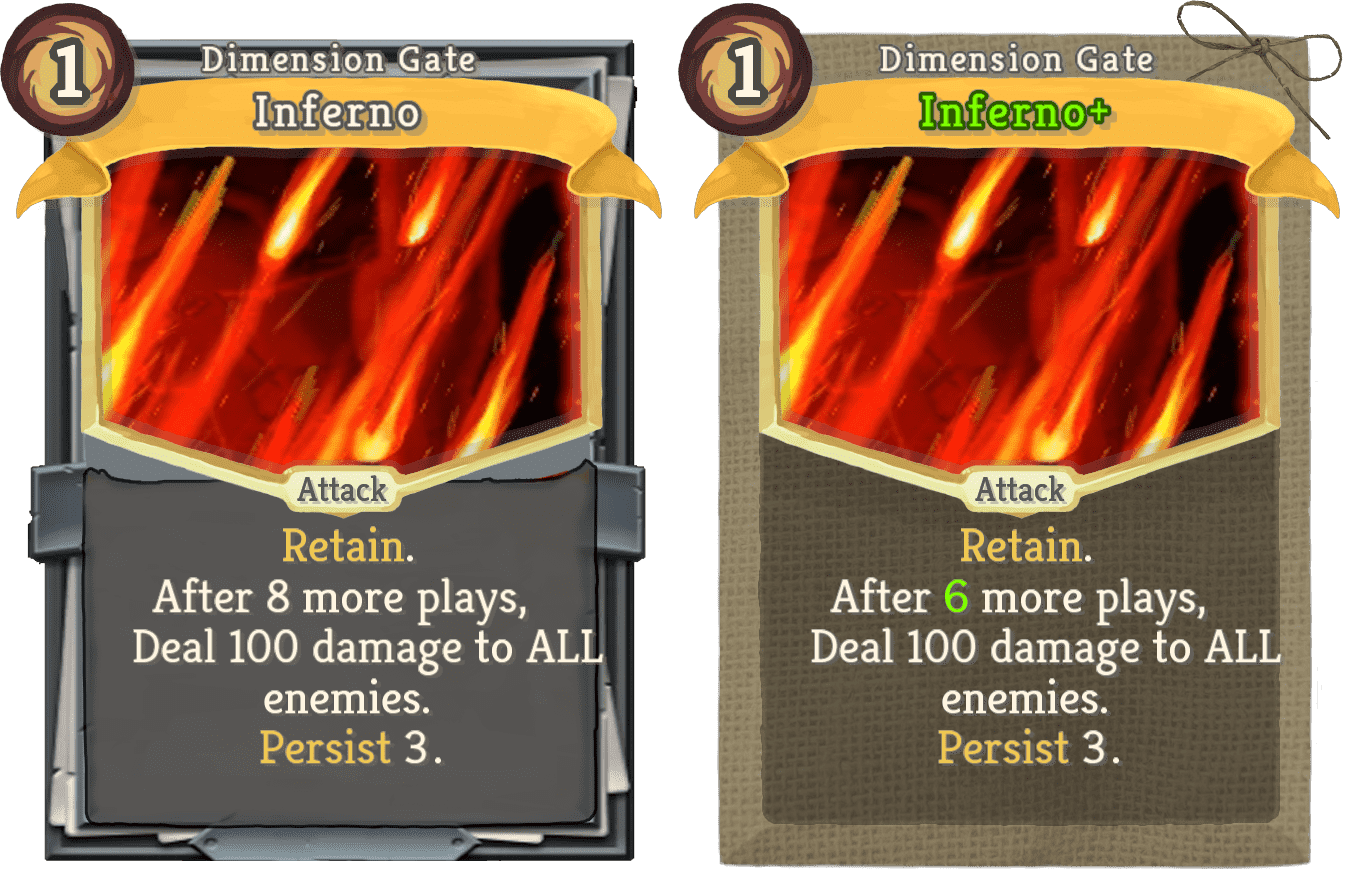 1
Dimension Gate
Inferno
Attack
Retain.
After 8 more plays,
Deal 100 damage to ALL
enemies.
Persist 3.
1
Dimension Gate
Inferno+
Attack
Retain.
After 6 more plays,
Deal 100 damage to ALL
enemies.
Persist 3.